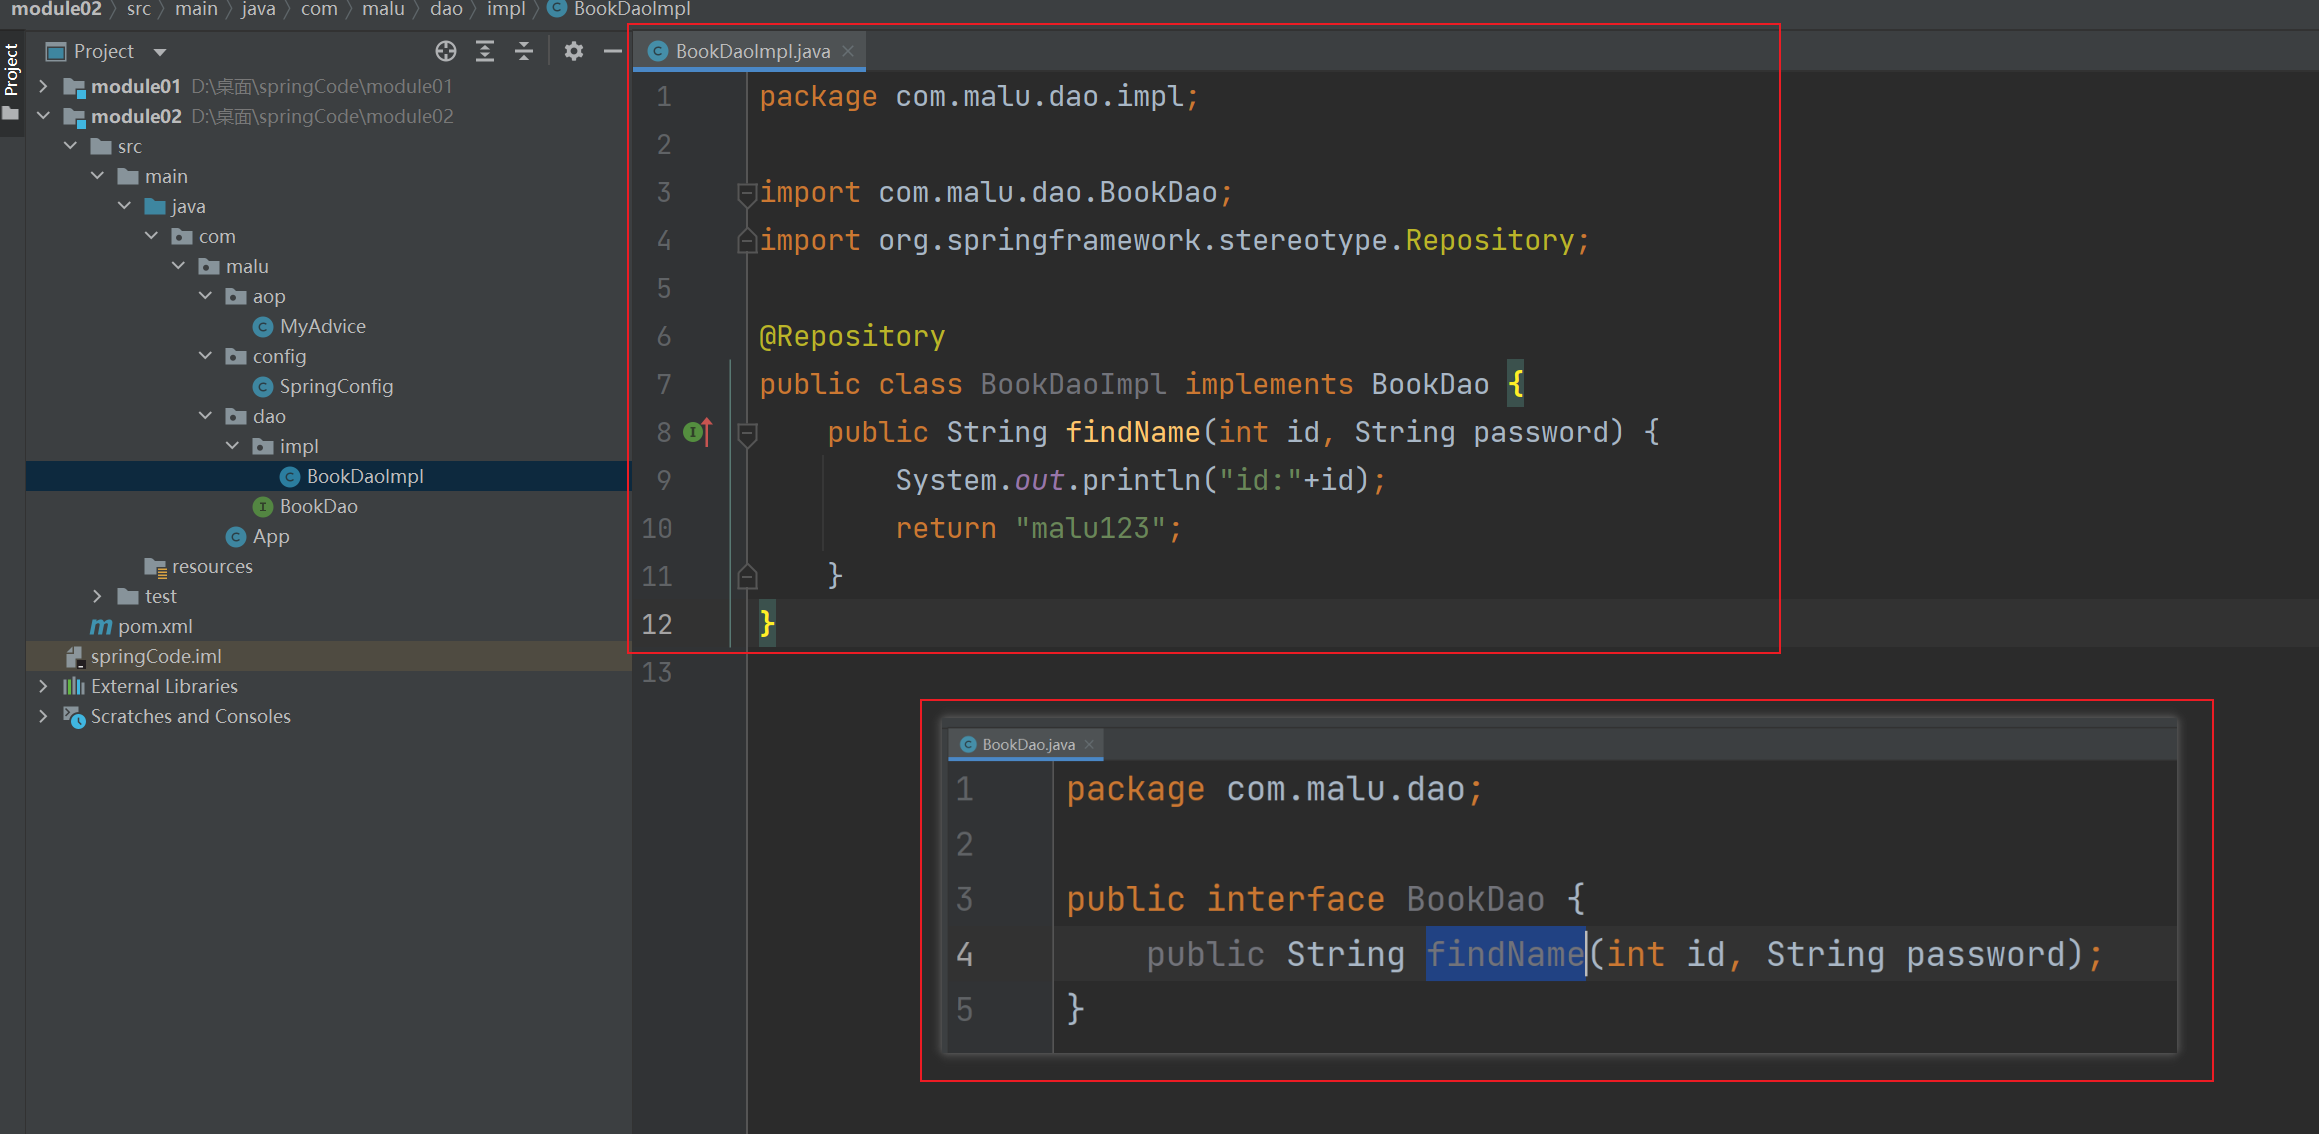 module02 〉 src 〉 main 〉 java 〉 com 〉 malu 〉 dao 〉 impl 〉 BookDaoImpl
Project
Project
module01 D:\桌面\springCode\module01
module02 D:\桌面\springCode\module02
src
main
java
com
malu
aop
MyAdvice
config
SpringConfig
dao
impl
BookDaoImpl
BookDao
App
resources
test
pom.xml
springCode.iml
External Libraries
Scratches and Consoles
BookDaoImpl.java
1 package com.malu.dao.impl;
2
3 import com.malu.dao.BookDao;
4 import org.springframework.stereotype.Repository;
5
6 @Repository
7 public class BookDaoImpl implements BookDao {
8 public String findName(int id, String password) {
9 System.out.println("id:"+id);
10 return "malu123";
11 }
12 }
13
BookDao.java
1 package com.malu.dao;
2
3 public interface BookDao {
4 public String findName(int id, String password);
5 }